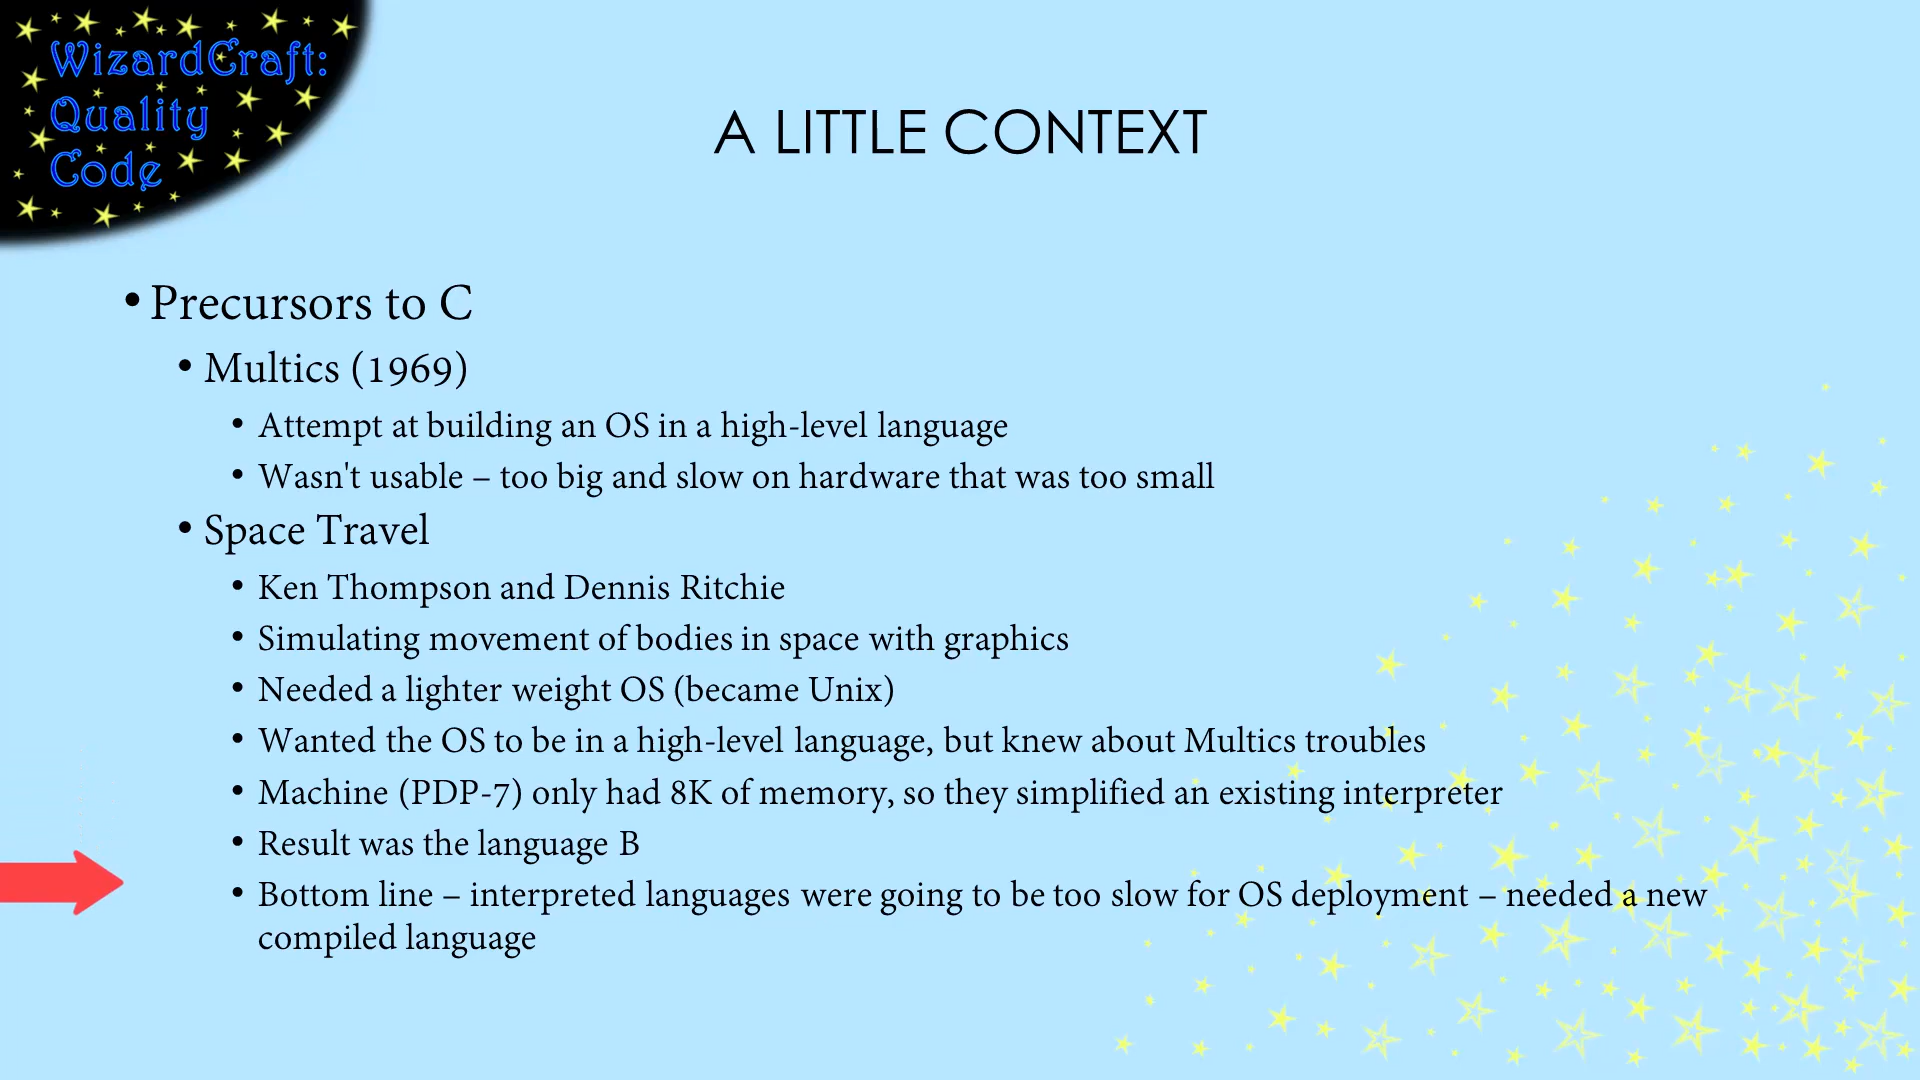 WizardCraft:
Quality
Code
A LITTLE CONTEXT
• Precursors to C
• Multics (1969)
• Attempt at building an OS in a high-level language
• Wasn't usable – too big and slow on hardware that was too small
• Space Travel
• Ken Thompson and Dennis Ritchie
• Simulating movement of bodies in space with graphics
• Needed a lighter weight OS (became Unix)
• Wanted the OS to be in a high-level language, but knew about Multics troubles
• Machine (PDP-7) only had 8K of memory, so they simplified an existing interpreter
• Result was the language B
• Bottom line – interpreted languages were going to be too slow for OS deployment – needed a new
compiled language